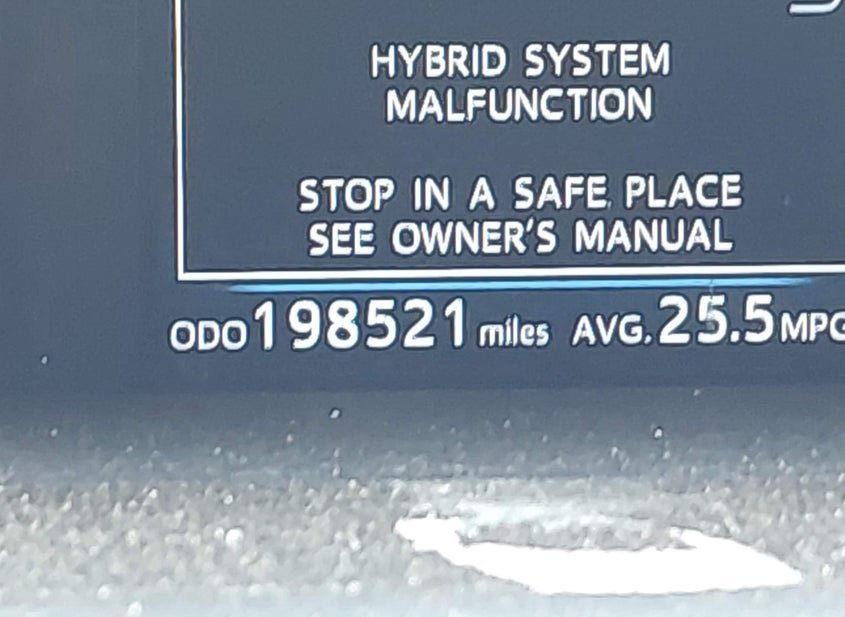 HYBRID SYSTEM
MALFUNCTION
STOP IN A SAFE PLACE
SEE OWNER'S MANUAL
ODO 198521 miles AVG. 25.5 MPG